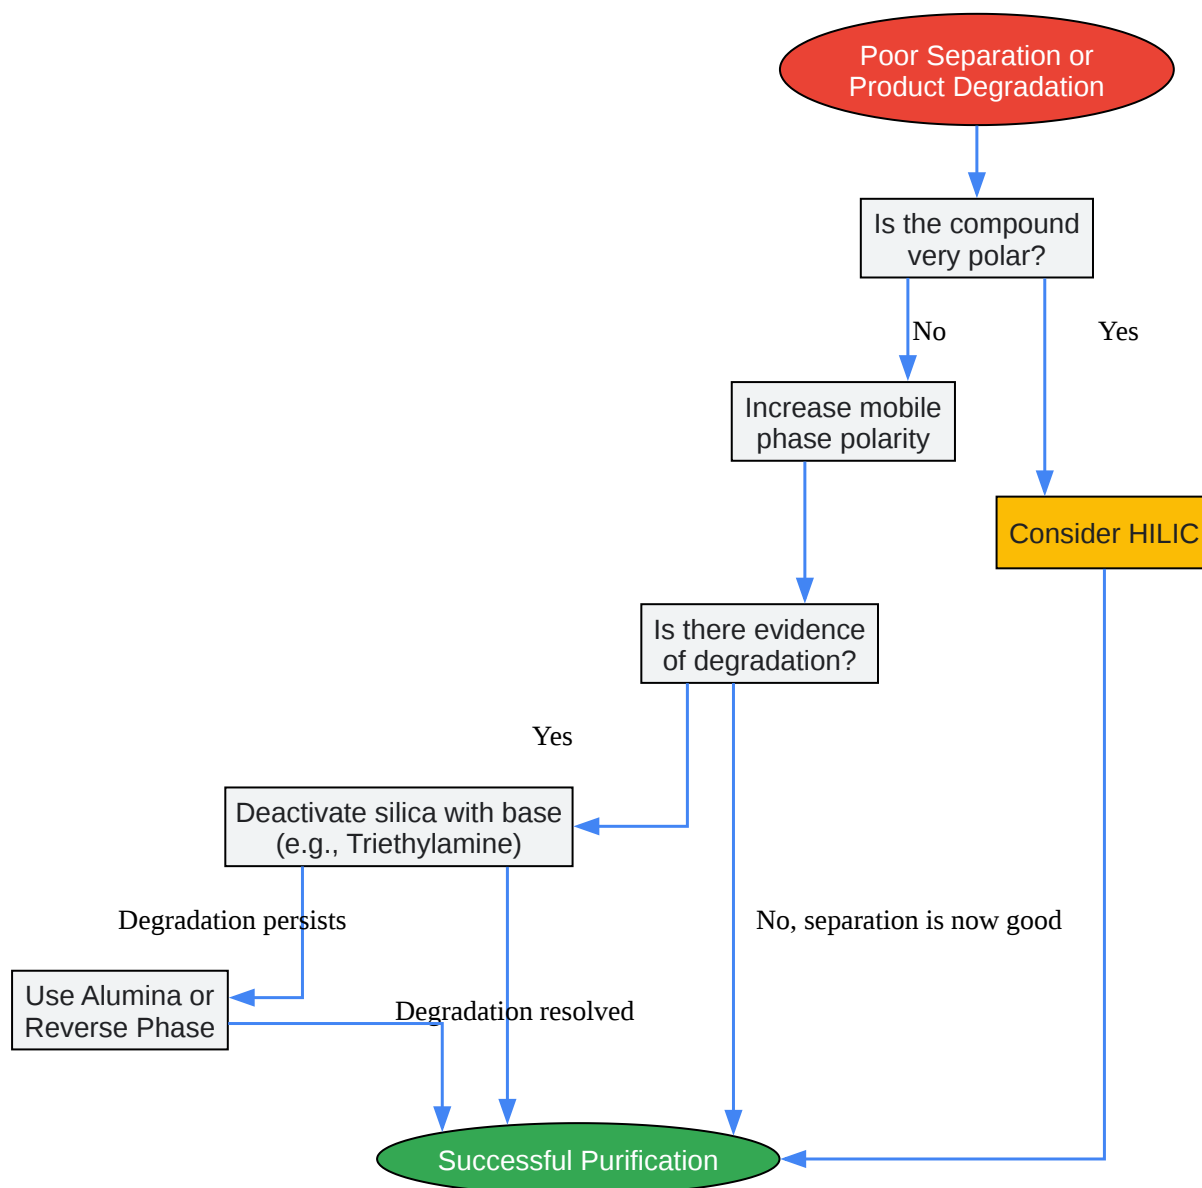 Poor Separation or
Product Degradation
Is the compound
very polar?
No
Yes
Increase mobile
phase polarity
Consider HILIC
Is there evidence
of degradation?
Yes
Deactivate silica with base
(e.g., Triethylamine)
Degradation persists
No, separation is now good
Use Alumina or
Reverse Phase
Degradation resolved
Successful Purification